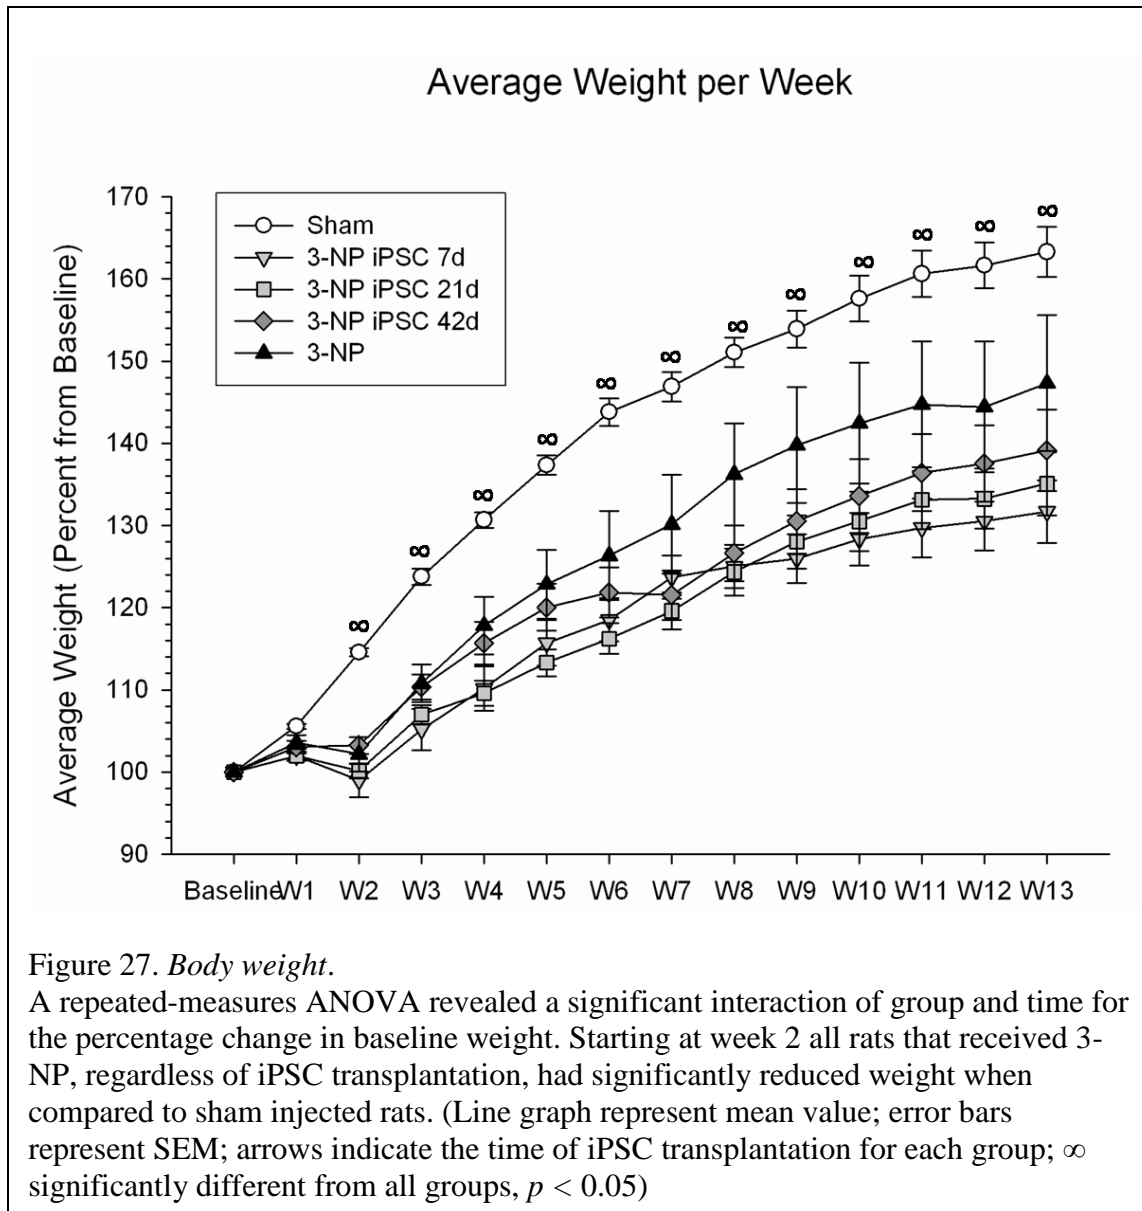 Average Weight per Week
Average Weight (Percent from Baseline)
170
160
150
140
130
120
110
100
90
Sham
3-NP iPSC 7d
3-NP iPSC 21d
3-NP iPSC 42d
3-NP
∞ ∞ ∞ ∞ ∞ ∞ ∞ ∞ ∞ ∞ ∞ ∞
Baseline W1 W2 W3 W4 W5 W6 W7 W8 W9 W10 W11 W12 W13
Figure 27. Body weight.
A repeated-measures ANOVA revealed a significant interaction of group and time for
the percentage change in baseline weight. Starting at week 2 all rats that received 3-
NP, regardless of iPSC transplantation, had significantly reduced weight when
compared to sham injected rats. (Line graph represent mean value; error bars
represent SEM; arrows indicate the time of iPSC transplantation for each group; ∞
significantly different from all groups, p < 0.05)